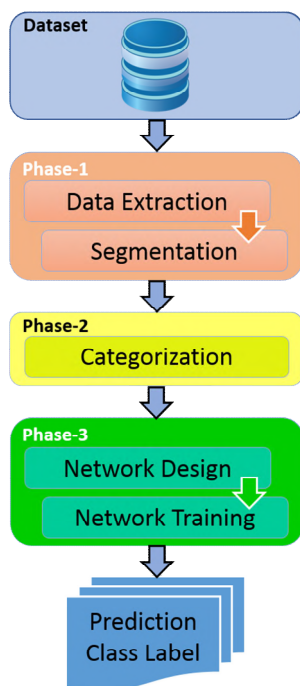 Dataset
Phase-1
Data Extraction
Segmentation
Phase-2
Categorization
Phase-3
Network Design
Network Training
Prediction
Class Label